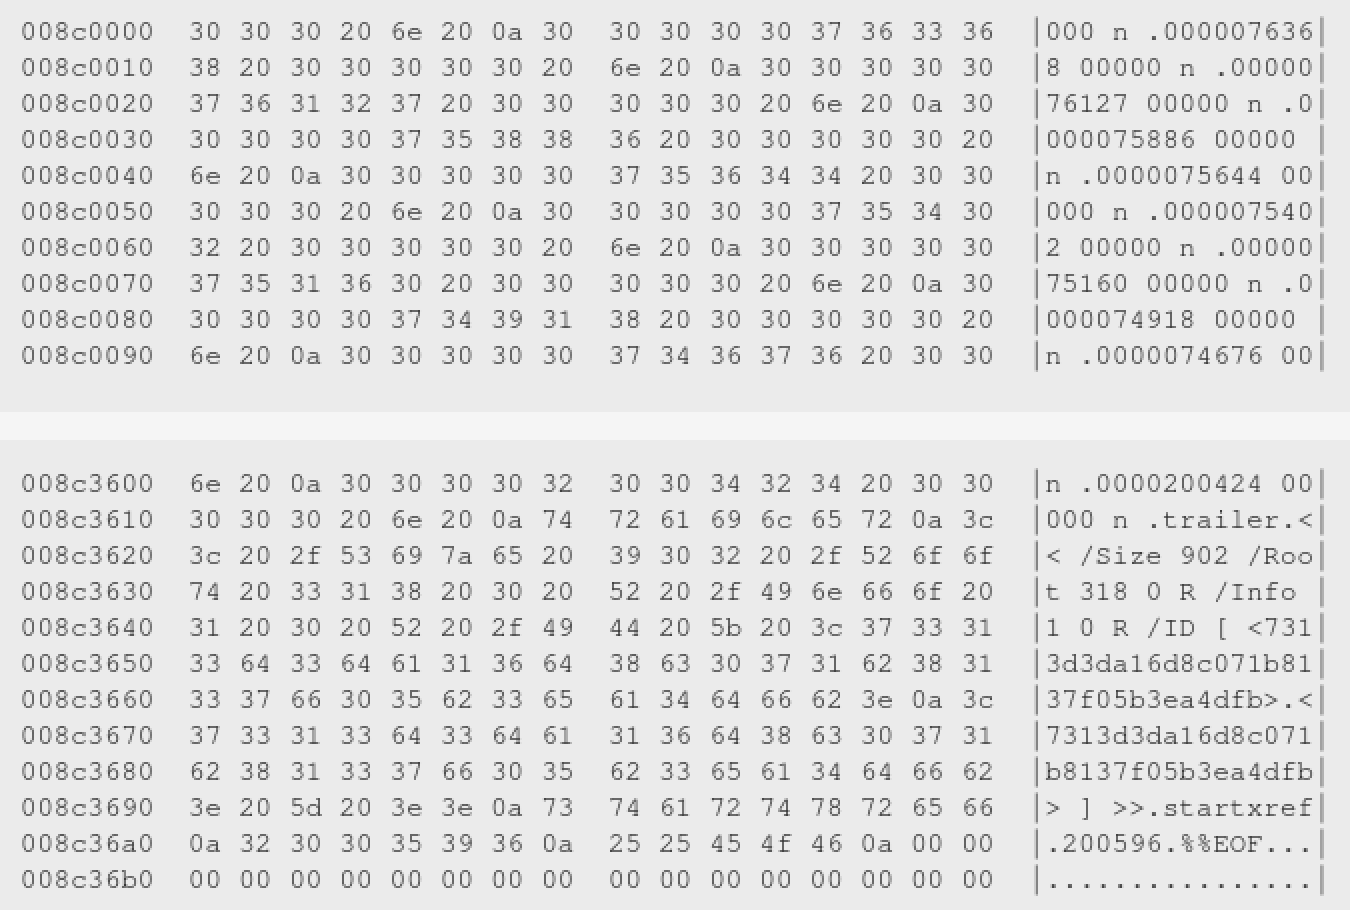 008c0000  30 30 30 20 6e 20 0a 30  30 30 30 30 37 36 33 36  |000 n .000007636|
008c0010  38 20 30 30 30 30 30 20  6e 20 0a 30 30 30 30 30  |8 00000 n .00000|
008c0020  37 36 31 32 37 20 30 30  30 30 30 20 6e 20 0a 30  |76127 00000 n .0|
008c0030  30 30 30 30 37 35 38 38  36 20 30 30 30 30 30 20  |000075886 00000 |
008c0040  6e 20 0a 30 30 30 30 30  37 35 36 34 34 20 30 30  |n .0000075644 00|
008c0050  30 30 30 20 6e 20 0a 30  30 30 30 30 37 35 34 30  |000 n .000007540|
008c0060  32 20 30 30 30 30 30 20  6e 20 0a 30 30 30 30 30  |2 00000 n .00000|
008c0070  37 35 31 36 30 20 30 30  30 30 30 20 6e 20 0a 30  |75160 00000 n .0|
008c0080  30 30 30 30 37 34 39 31  38 20 30 30 30 30 30 20  |000074918 00000 |
008c0090  6e 20 0a 30 30 30 30 30  37 34 36 37 36 20 30 30  |n .0000074676 00|
008c3600  6e 20 0a 30 30 30 30 32  30 30 34 32 34 20 30 30  |n .0000200424 00|
008c3610  30 30 30 20 6e 20 0a 74  72 61 69 6c 65 72 0a 3c  |000 n .trailer.<|
008c3620  3c 20 2f 53 69 7a 65 20  39 30 32 20 2f 52 6f 6f  |< /Size 902 /Roo|
008c3630  74 20 33 31 38 20 30 20  52 20 2f 49 6e 66 6f 20  |t 318 0 R /Info |
008c3640  31 20 30 20 52 20 2f 49  44 20 5b 20 3c 37 33 31  |1 0 R /ID [ <731|
008c3650  33 64 33 64 61 31 36 64  38 63 30 37 31 62 38 31  |3d3da16d8c071b81|
008c3660  33 37 66 30 35 62 33 65  61 34 64 66 62 3e 0a 3c  |37f05b3ea4dfb>.<|
008c3670  37 33 31 33 64 33 64 61  31 36 64 38 63 30 37 31  |7313d3da16d8c071|
008c3680  62 38 31 33 37 66 30 35  62 33 65 61 34 64 66 62  |b8137f05b3ea4dfb|
008c3690  3e 20 5d 20 3e 3e 0a 73  74 61 72 74 78 72 65 66  |> ] >>.startxref|
008c36a0  0a 32 30 30 35 39 36 0a  25 25 45 4f 46 0a 00 00  |.200596.%%EOF...|
008c36b0  00 00 00 00 00 00 00 00  00 00 00 00 00 00 00 00  |................|